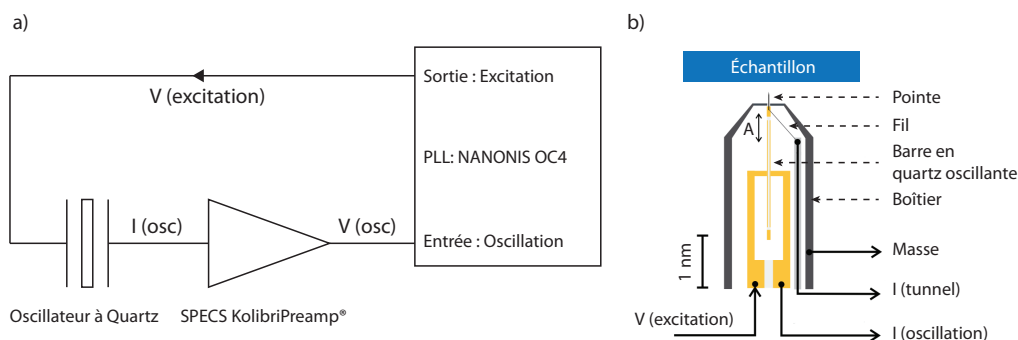 a)
Sortie : Excitation
V (excitation)
PLL: NANONIS OC4
I (osc)
V (osc)
Entrée : Oscillation
Oscillateur à Quartz
SPECS KolibriPreamp®
b)
Échantillon
Pointe
A
Fil
Barre en
quartz oscillante
Boîtier
1 nm
Masse
I (tunnel)
V (excitation)
I (oscillation)